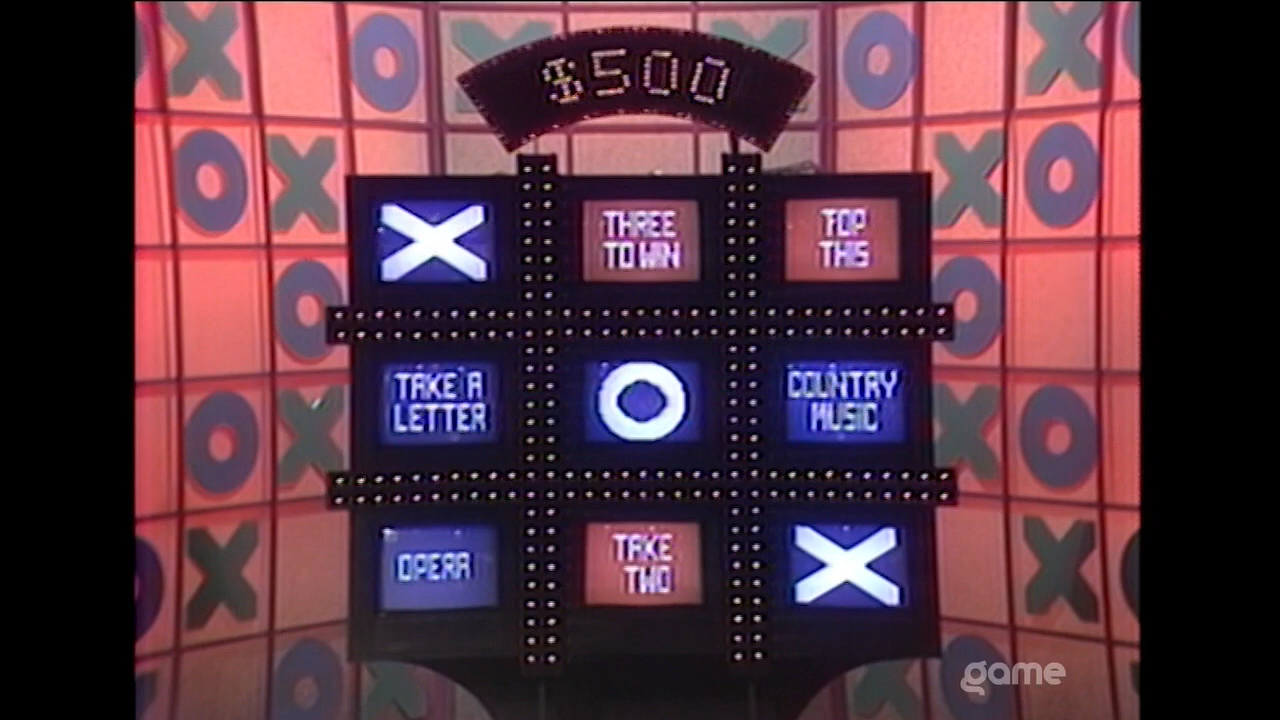 $500
X
THREE
TO WIN
TOP
THIS
TAKE A
LETTER
O
COUNTRY
MUSIC
OPERA
TAKE
TWO
X
game